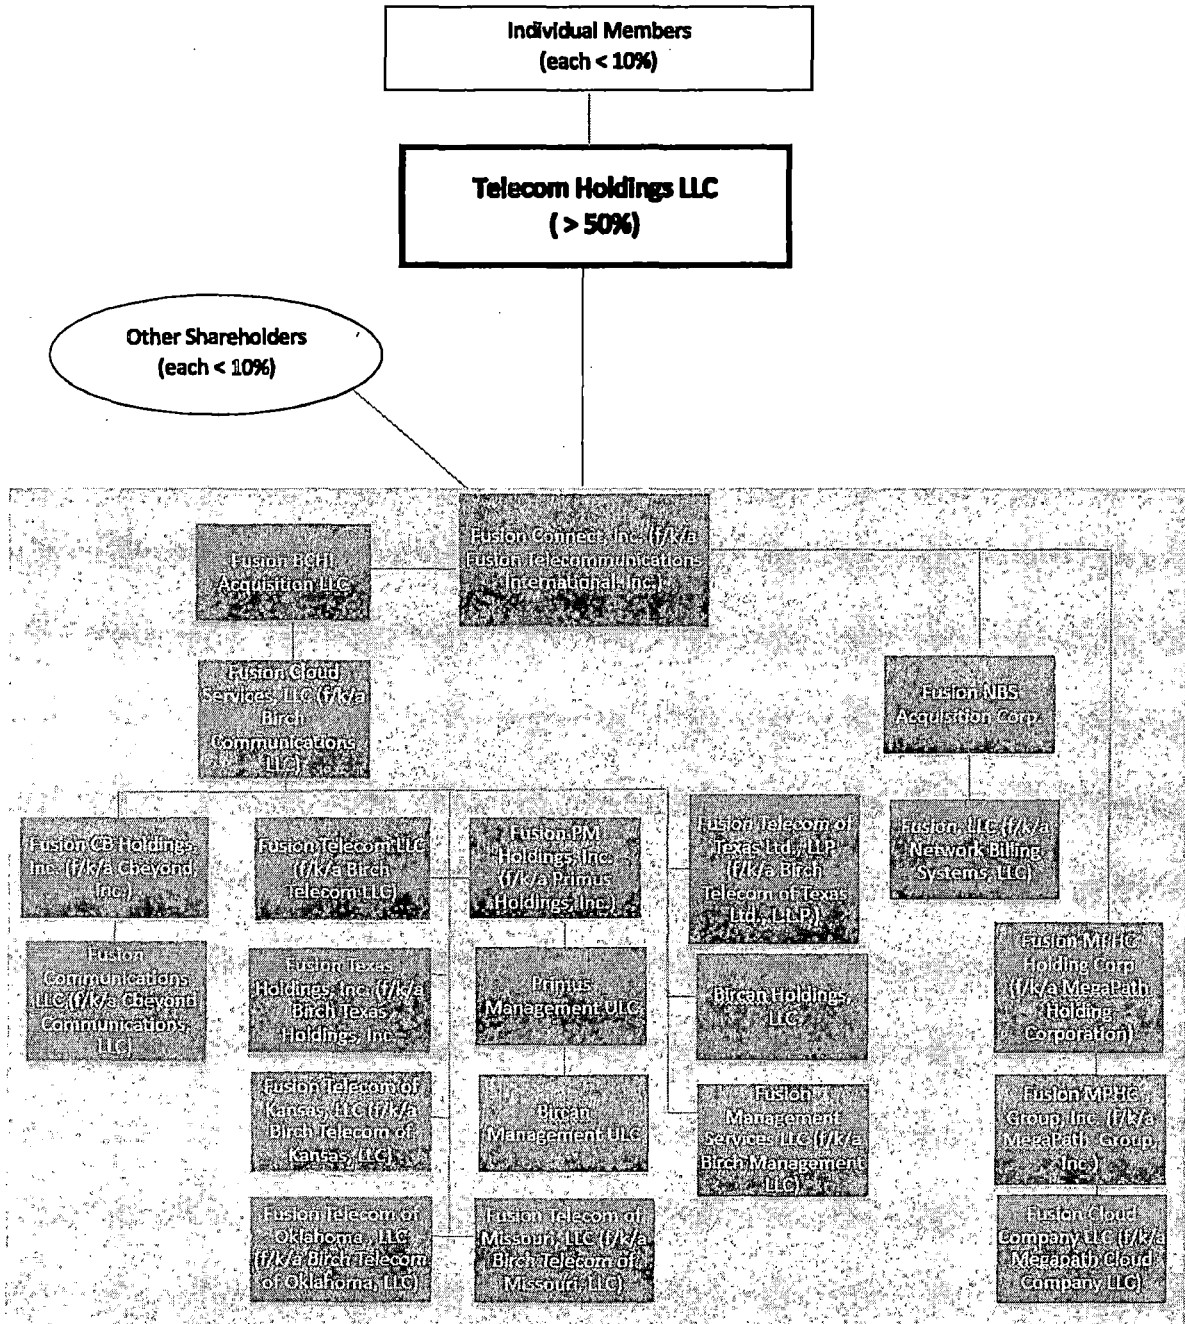 Individual Members
(each < 10%)
Telecom Holdings LLC
( > 50%)
Other Shareholders
(each < 10%)
Fusion Connect, Inc. (f/k/a
Fusion Telecommunications
International, Inc.)
Fusion BCHI
Acquisition LLC
Fusion Cloud
Services, LLC (f/k/a
Birch
Communications
LLC)
Fusion NBS
Acquisition Corp.
Fusion CB Holdings,
Inc. (f/k/a Cbeyond,
Inc.)
Fusion Telecom LLC
(f/k/a Birch
Telecom LLC)
Fusion PM
Holdings, Inc.
(f/k/a Primus
Holdings, Inc.)
Fusion Telecom of
Texas Ltd., LLP
(f/k/a Birch
Telecom of Texas
Ltd., L.L.P.)
Fusion, LLC (f/k/a
Network Billing
Systems, LLC)
Fusion
Communications
LLC (f/k/a Cbeyond
Communications,
LLC)
Fusion Texas
Holdings, Inc. (f/k/a
Birch Texas
Holdings, Inc.
Primus
Management ULC
Bircan Holdings,
LLC
Fusion MPHC
Holding Corp
(f/k/a MegaPath
Holding
Corporation)
Fusion Telecom of
Kansas, LLC (f/k/a
Birch Telecom of
Kansas, LLC)
Bircan
Management ULC
Fusion
Management
Services LLC (f/k/a
Birch Management
LLC)
Fusion MPHC
Group, Inc. (f/k/a
MegaPath Group,
Inc.)
Fusion Telecom of
Oklahoma , LLC
(f/k/a Birch Telecom
of Oklahoma, LLC)
Fusion Telecom of
Missouri, LLC (f/k/a
Birch Telecom of
Missouri, LLC)
Fusion Cloud
Company LLC (f/k/a
Megapath Cloud
Company LLC)